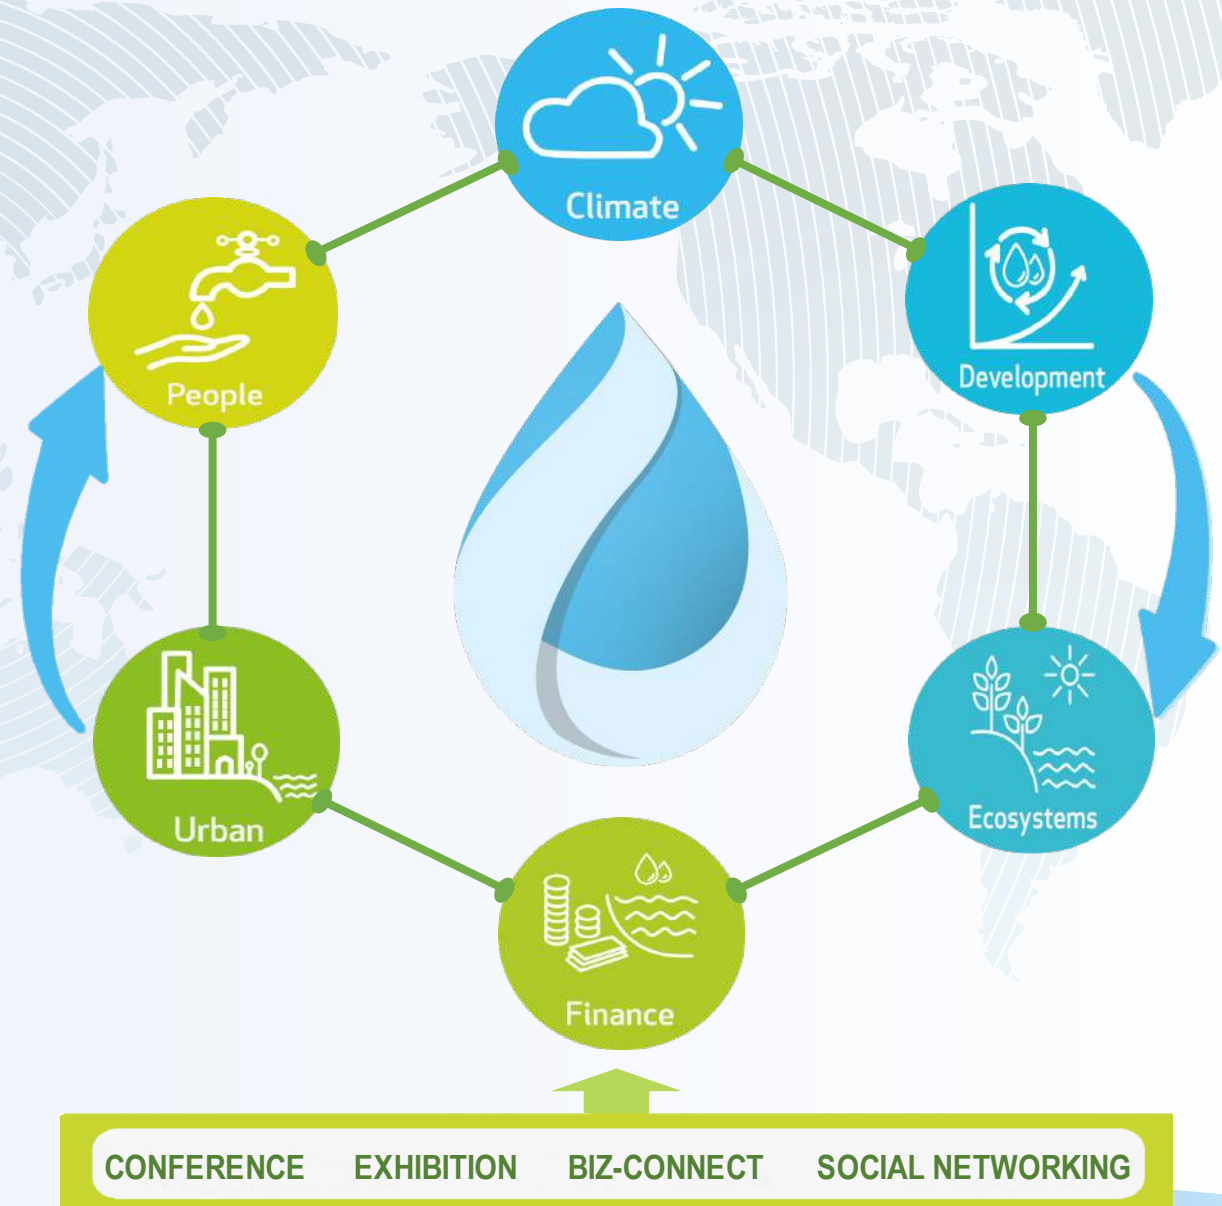 Climate
People
Development
Urban
Ecosystems
Finance
CONFERENCE EXHIBITION BIZ-CONNECT SOCIAL NETWORKING